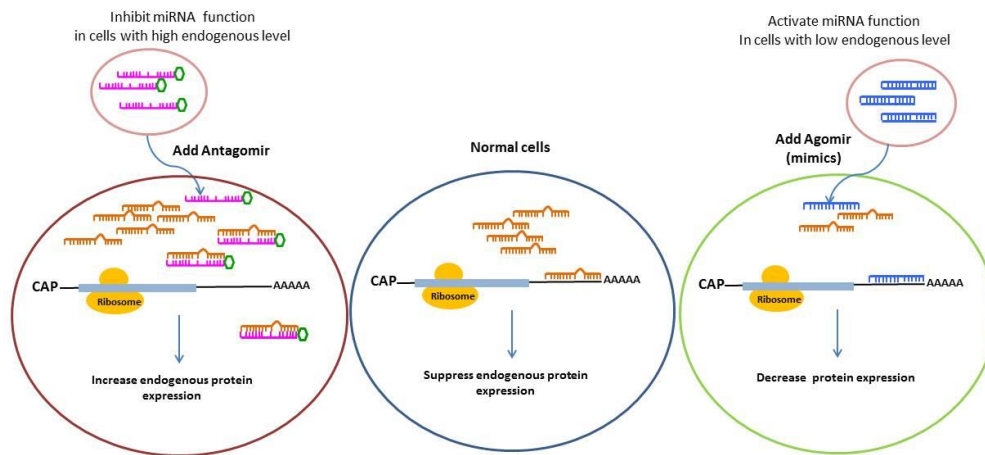 Inhibit miRNA function
in cells with high endogenous level
Add Antagomir
CAP
Ribosome
AAAAA
Increase endogenous protein
expression
Normal cells
CAP
Ribosome
AAAAA
Suppress endogenous protein
expression
Activate miRNA function
In cells with low endogenous level
Add Agomir
(mimics)
CAP
Ribosome
AAAAA
Decrease protein expression